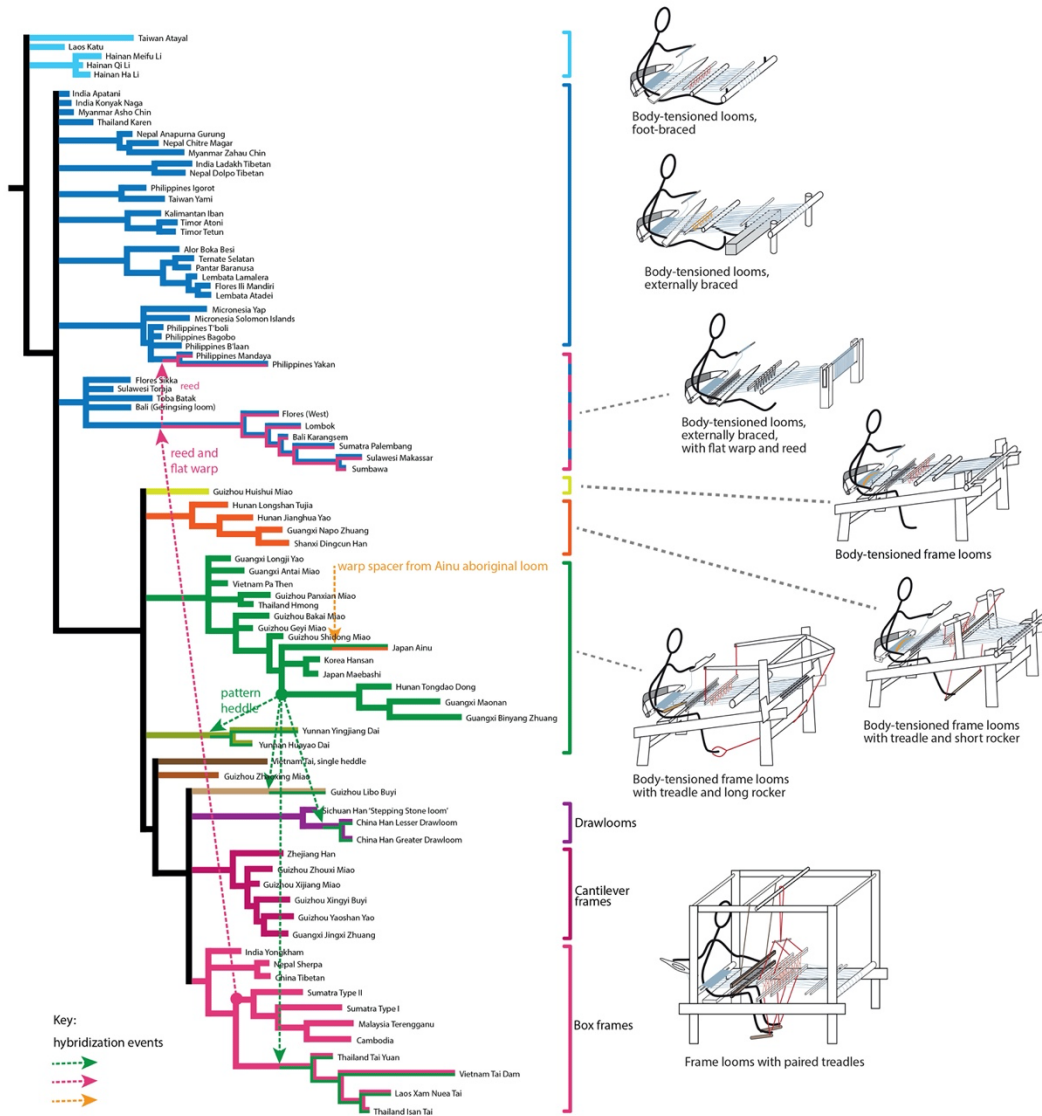 Taiwan Atayal
Laos Katu
Hainan Meifu Li
Hainan Qi Li
Hainan Ha Li
India Apatani
India Konyak Naga
Myanmar Asho Chin
Thailand Karen
Nepal Anapurna Gurung
Nepal Chitre Magar
Myanmar Zahau Chin
India Ladakh Tibetan
Nepal Dolpo Tibetan
Philippines Igorot
Taiwan Yami
Kalimantan Iban
Timor Atoni
Timor Tetun
Alor Boka Besi
Ternate Selatan
Pantar Baranusa
Lembata Lamalera
Flores Ili Mandiri
Lembata Atadei
Micronesia Yap
Micronesia Solomon Islands
Philippines T'boli
Philippines Bagobo
Philippines B'laan
Philippines Mandaya
Philippines Yakan
reed
Flores Sikka
Sulawesi Toraja
Toba Batak
Bali (Geringsing loom)
Flores (West)
Lombok
Bali Karangsem
Sumatra Palembang
Sulawesi Makassar
Sumbawa
reed and
flat warp
Guizhou Huishui Miao
Hunan Longshan Tujia
Hunan Jianghua Yao
Guangxi Napo Zhuang
Shanxi Dingcun Han
Guangxi Longji Yao
Guangxi Antai Miao
Vietnam Pa Then
Guizhou Panxian Miao
Thailand Hmong
Guizhou Bakai Miao
Guizhou Geyi Miao
Guizhou Shidong Miao
warp spacer from Ainu aboriginal loom
Japan Ainu
Korea Hansan
Japan Maebashi
Hunan Tongdao Dong
Guangxi Maonan
Guangxi Binyang Zhuang
pattern
heddle
Yunnan Yingjiang Dai
Yunnan Huayao Dai
Vietnam Tai, single heddle
Guizhou Zhaoxing Miao
Guizhou Libo Buyi
Sichuan Han 'Stepping Stone loom'
China Han Lesser Drawloom
China Han Greater Drawloom
Zhejiang Han
Guizhou Zhouxi Miao
Guizhou Xijiang Miao
Guizhou Xingyi Buyi
Guizhou Yaoshan Yao
Guangxi Jingxi Zhuang
India Yongkham
Nepal Sherpa
China Tibetan
Sumatra Type II
Sumatra Type I
Malaysia Terengganu
Cambodia
Thailand Tai Yuan
Vietnam Tai Dam
Laos Xam Nuea Tai
Thailand Isan Tai
Key:
hybridization events
Drawlooms
Cantilever
frames
Box frames
Body-tensioned looms,
foot-braced
Body-tensioned looms,
externally braced
Body-tensioned looms,
externally braced,
with flat warp and reed
Body-tensioned frame looms
Body-tensioned frame looms
with treadle and short rocker
Body-tensioned frame looms
with treadle and long rocker
Frame looms with paired treadles